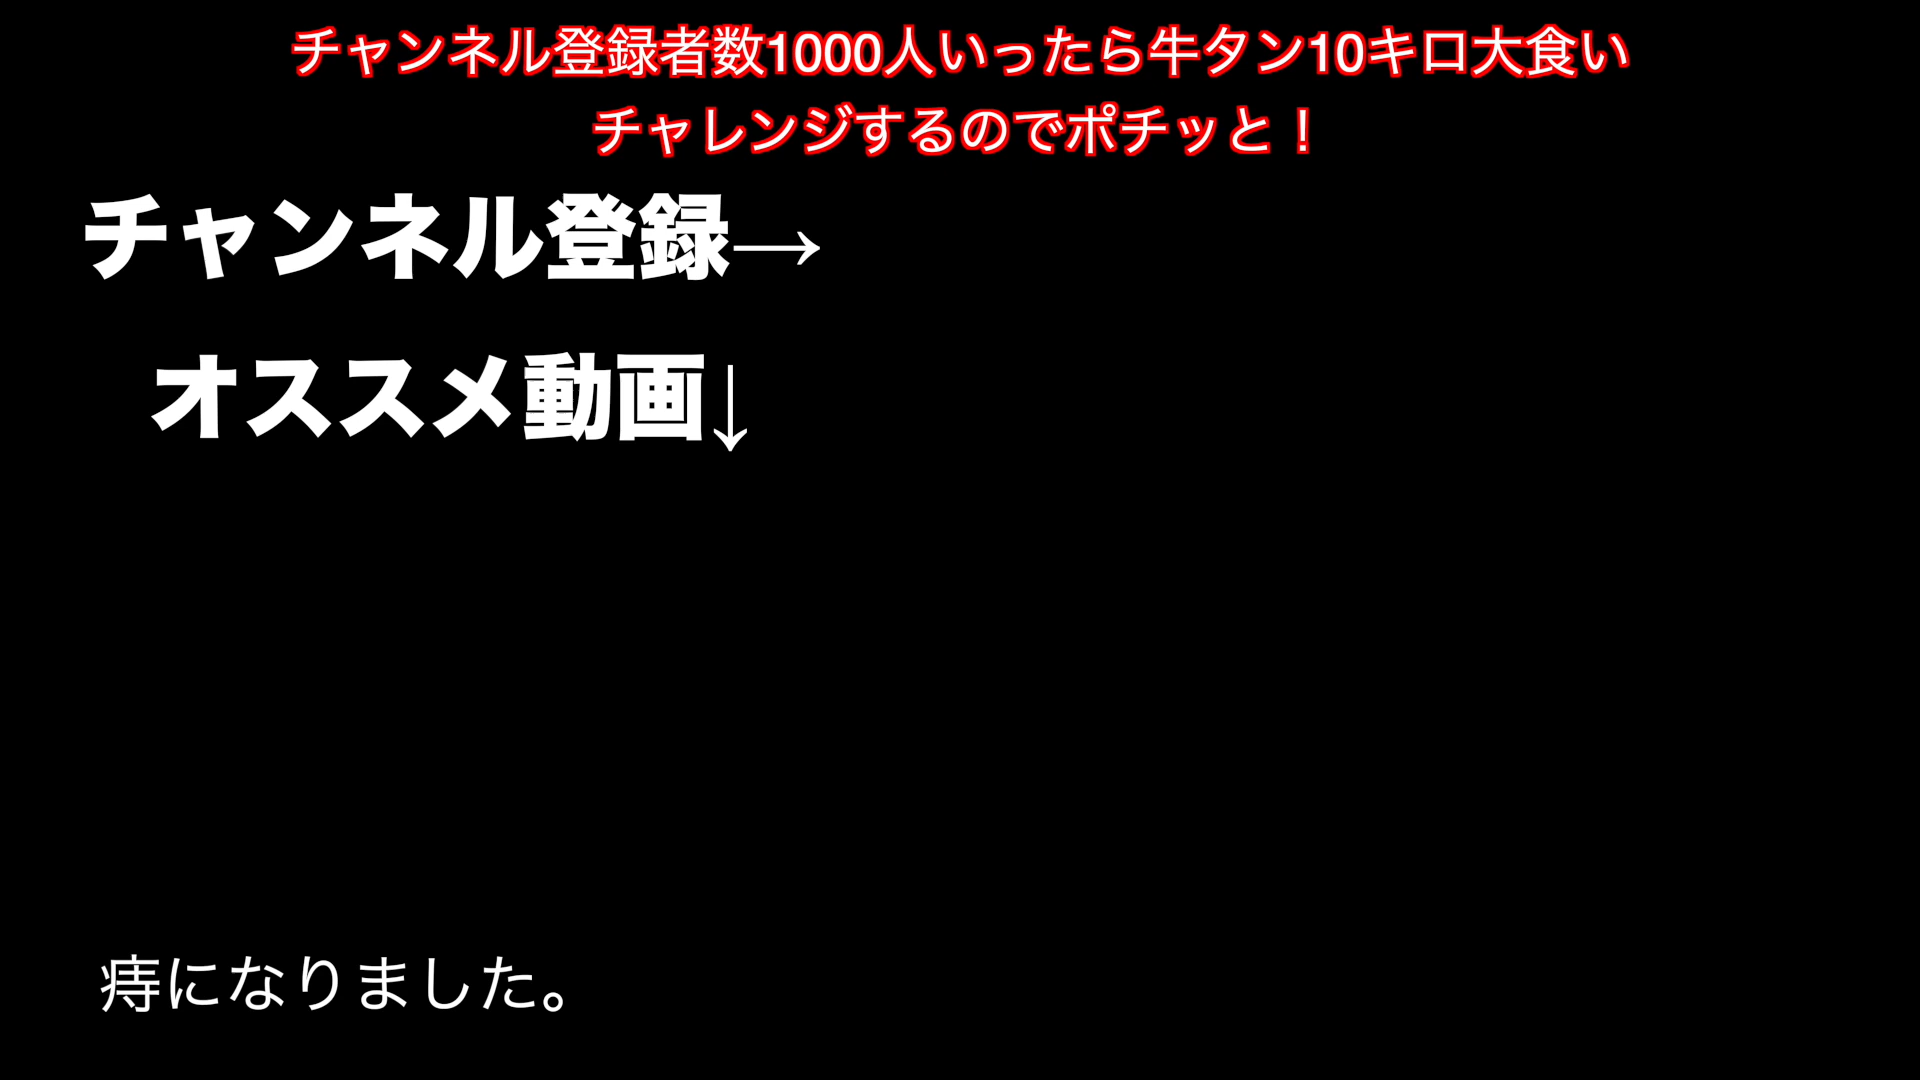 チャンネル登録者数1000人いったら牛タン10キロ大食い
チャレンジするのでポチッと！
チャンネル登録→
オススメ動画↓
痔になりました。